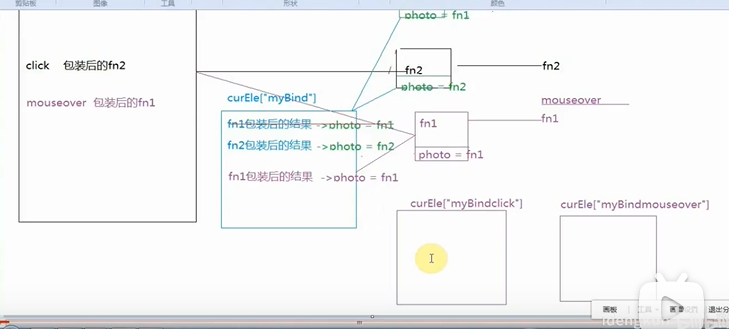 剪贴板 图像 工具 形状 颜色
photo = fn1
click 包装后的fn2
fn2
fn2
photo = fn2
mouseover 包装后的fn1
curEle["myBind"]
mouseover
fn1包装后的结果 ->photo = fn1
fn1
fn1
fn2包装后的结果 ->photo = fn2
photo = fn1
fn1包装后的结果 ->photo = fn1
curEle["myBindclick"]
curEle["myBindmouseover"]
画板 工具 画雷设置 退出分